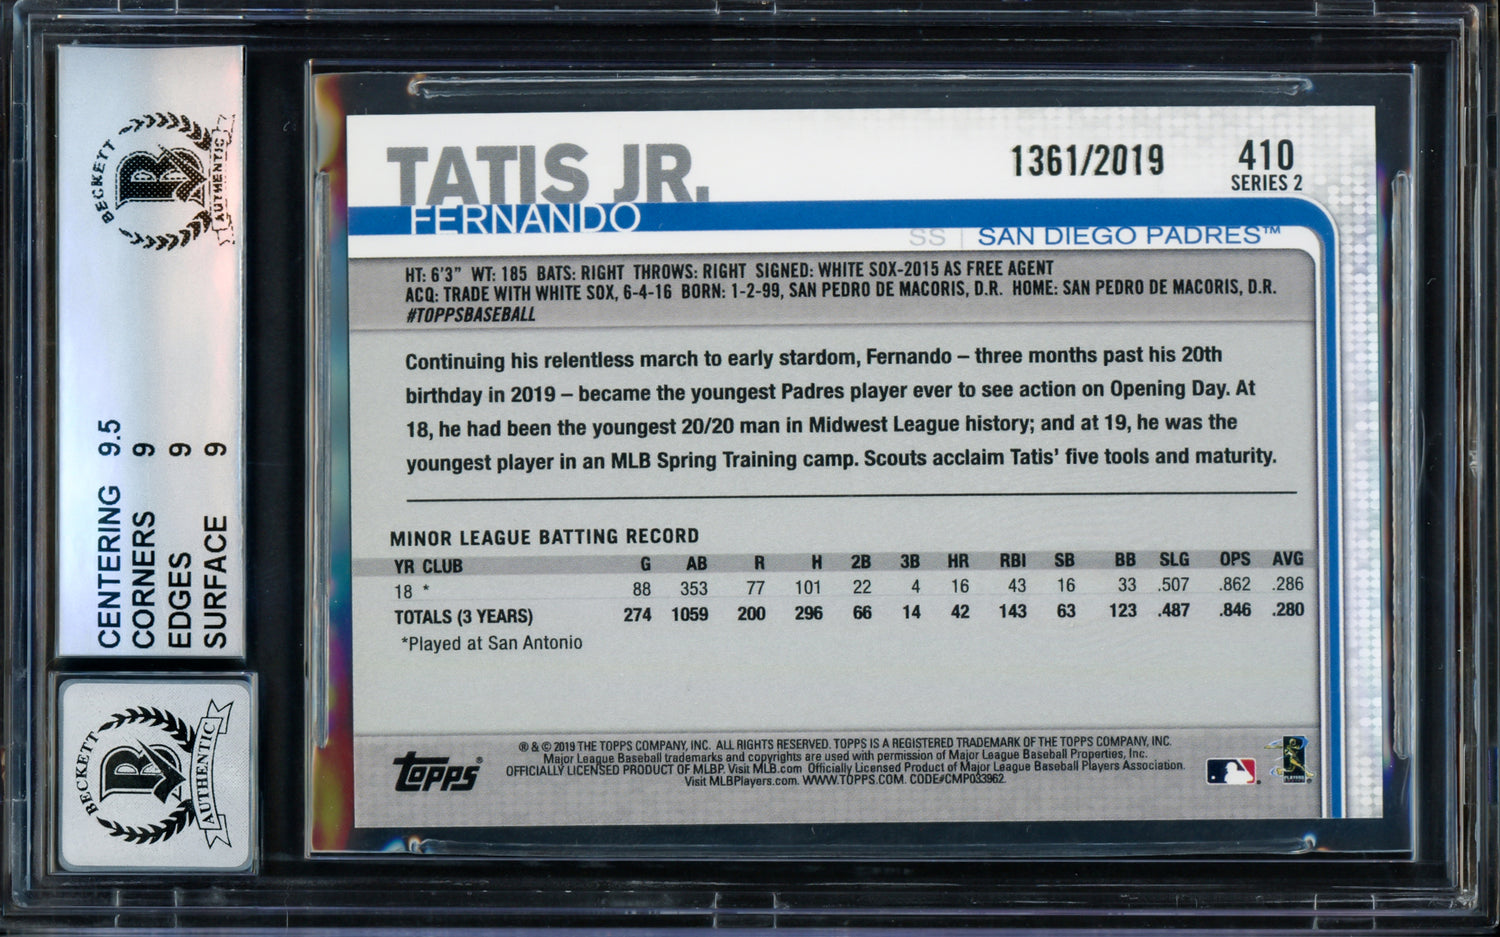 BECKETT
AUTHENTIC
CENTERING 9.5
CORNERS 9
EDGES 9
SURFACE 9
BECKETT
AUTHENTIC
TATIS JR.
FERNANDO
1361/2019
410
SERIES 2
SS | SAN DIEGO PADRES™
HT: 6'3" WT: 185 BATS: RIGHT THROWS: RIGHT SIGNED: WHITE SOX-2015 AS FREE AGENT
ACQ: TRADE WITH WHITE SOX, 6-4-16 BORN: 1-2-99, SAN PEDRO DE MACORIS, D.R. HOME: SAN PEDRO DE MACORIS, D.R.
#TOPPSBASEBALL
Continuing his relentless march to early stardom, Fernando – three months past his 20th
birthday in 2019 – became the youngest Padres player ever to see action on Opening Day. At
18, he had been the youngest 20/20 man in Midwest League history; and at 19, he was the
youngest player in an MLB Spring Training camp. Scouts acclaim Tatis' five tools and maturity.
MINOR LEAGUE BATTING RECORD
YR CLUB G AB R H 2B 3B HR RBI SB BB SLG OPS AVG
18 * 88 353 77 101 22 4 16 43 16 33 .507 .862 .286
TOTALS (3 YEARS) 274 1059 200 296 66 14 42 143 63 123 .487 .846 .280
*Played at San Antonio
topps®
® & © 2019 THE TOPPS COMPANY, INC. ALL RIGHTS RESERVED. TOPPS IS A REGISTERED TRADEMARK OF THE TOPPS COMPANY, INC.
Major League Baseball trademarks and copyrights are used with permission of Major League Baseball Properties, Inc.
OFFICIALLY LICENSED PRODUCT OF MLBP. Visit MLB.com Officially Licensed Product of Major League Baseball Players Association.
Visit MLBPlayers.com. WWW.TOPPS.COM. CODE#CMP033962.